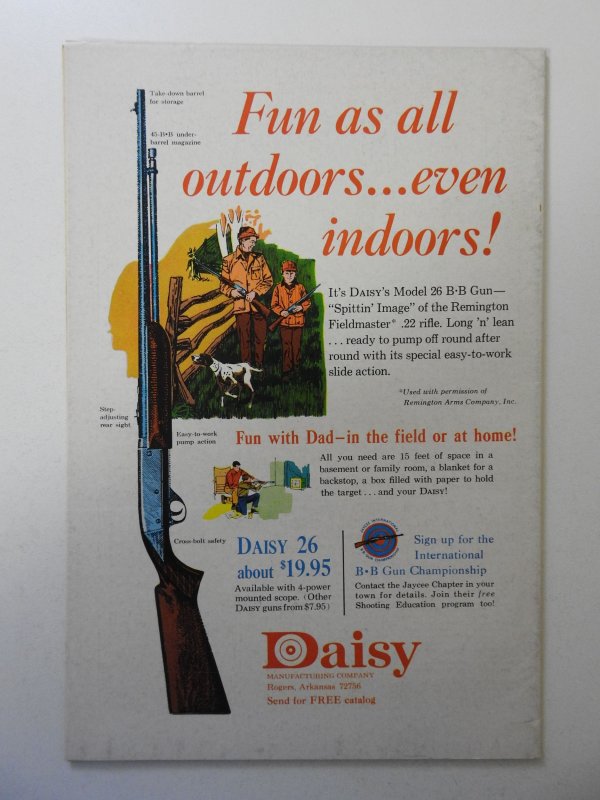 Take-down barrel
for storage
45-B•B under-
barrel magazine
Fun as all
outdoors...even
indoors!
It's DAISY's Model 26 B·B Gun—
"Spittin' Image" of the Remington
Fieldmaster* .22 rifle. Long 'n' lean
... ready to pump off round after
round with its special easy-to-work
slide action.
*Used with permission of
Remington Arms Company, Inc.
Step-
adjusting
rear sight
Easy-to-work
pump action
Fun with Dad—in the field or at home!
All you need are 15 feet of space in a
basement or family room, a blanket for a
backstop, a box filled with paper to hold
the target . . . and your DAISY!
Cross-bolt safety
DAISY 26
about $19.95
Available with 4-power
mounted scope. (Other
DAISY guns from $7.95)
Sign up for the
International
B•B Gun Championship
Contact the Jaycee Chapter in your
town for details. Join their free
Shooting Education program too!
Daisy
MANUFACTURING COMPANY
Rogers, Arkansas 72756
Send for FREE catalog